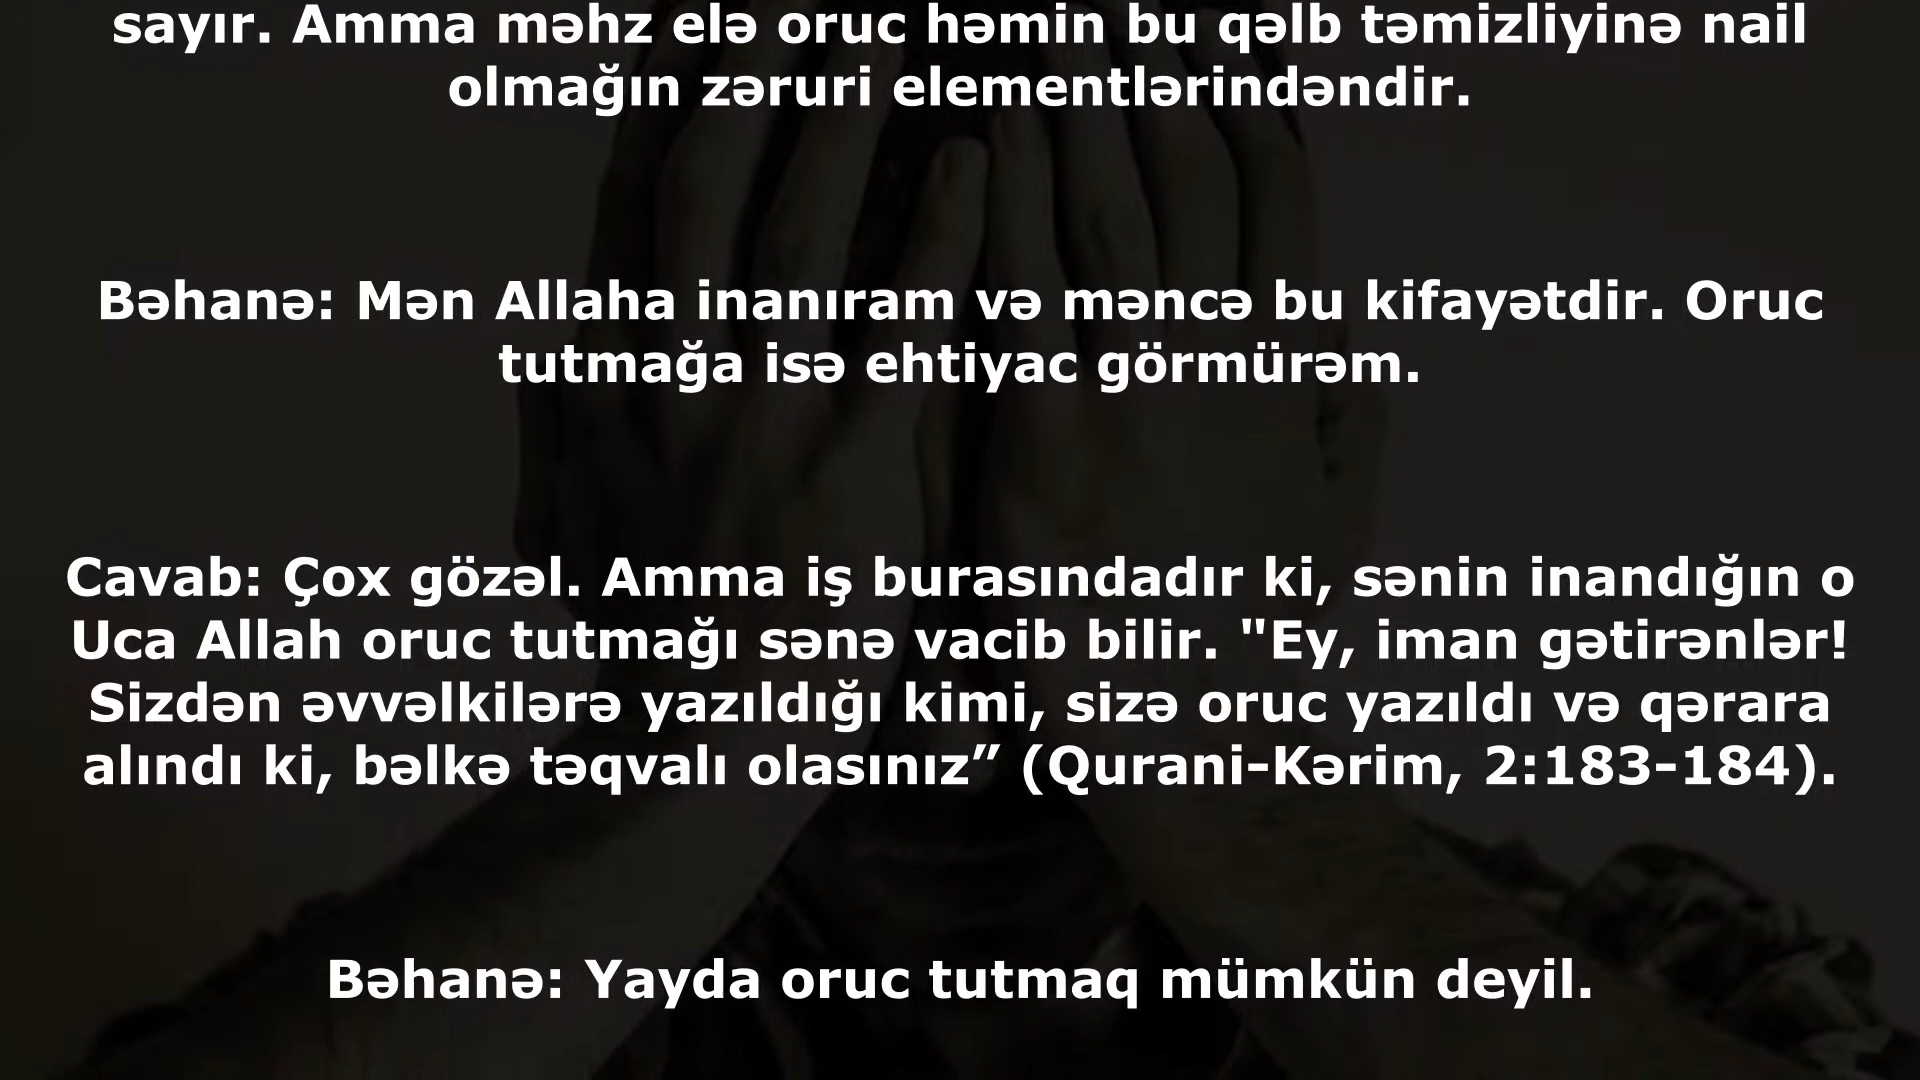 sayır. Amma məhz elə oruc həmin bu qəlb təmizliyinə nail
olmağın zəruri elementlərindəndir.
Bəhanə: Mən Allaha inanıram və məncə bu kifayətdir. Oruc
tutmağa isə ehtiyac görmürəm.
Cavab: Çox gözəl. Amma iş burasındadır ki, sənin inandığın o
Uca Allah oruc tutmağı sənə vacib bilir. "Ey, iman gətirənlər!
Sizdən əvvəlkilərə yazıldığı kimi, sizə oruc yazıldı və qərara
alındı ki, bəlkə təqvalı olasınız” (Qurani-Kərim, 2:183-184).
Bəhanə: Yayda oruc tutmaq mümkün deyil.